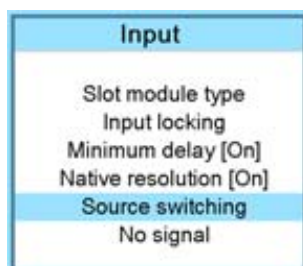 Input
Slot module type
Input locking
Minimum delay [On]
Native resolution [On]
Source switching
No signal